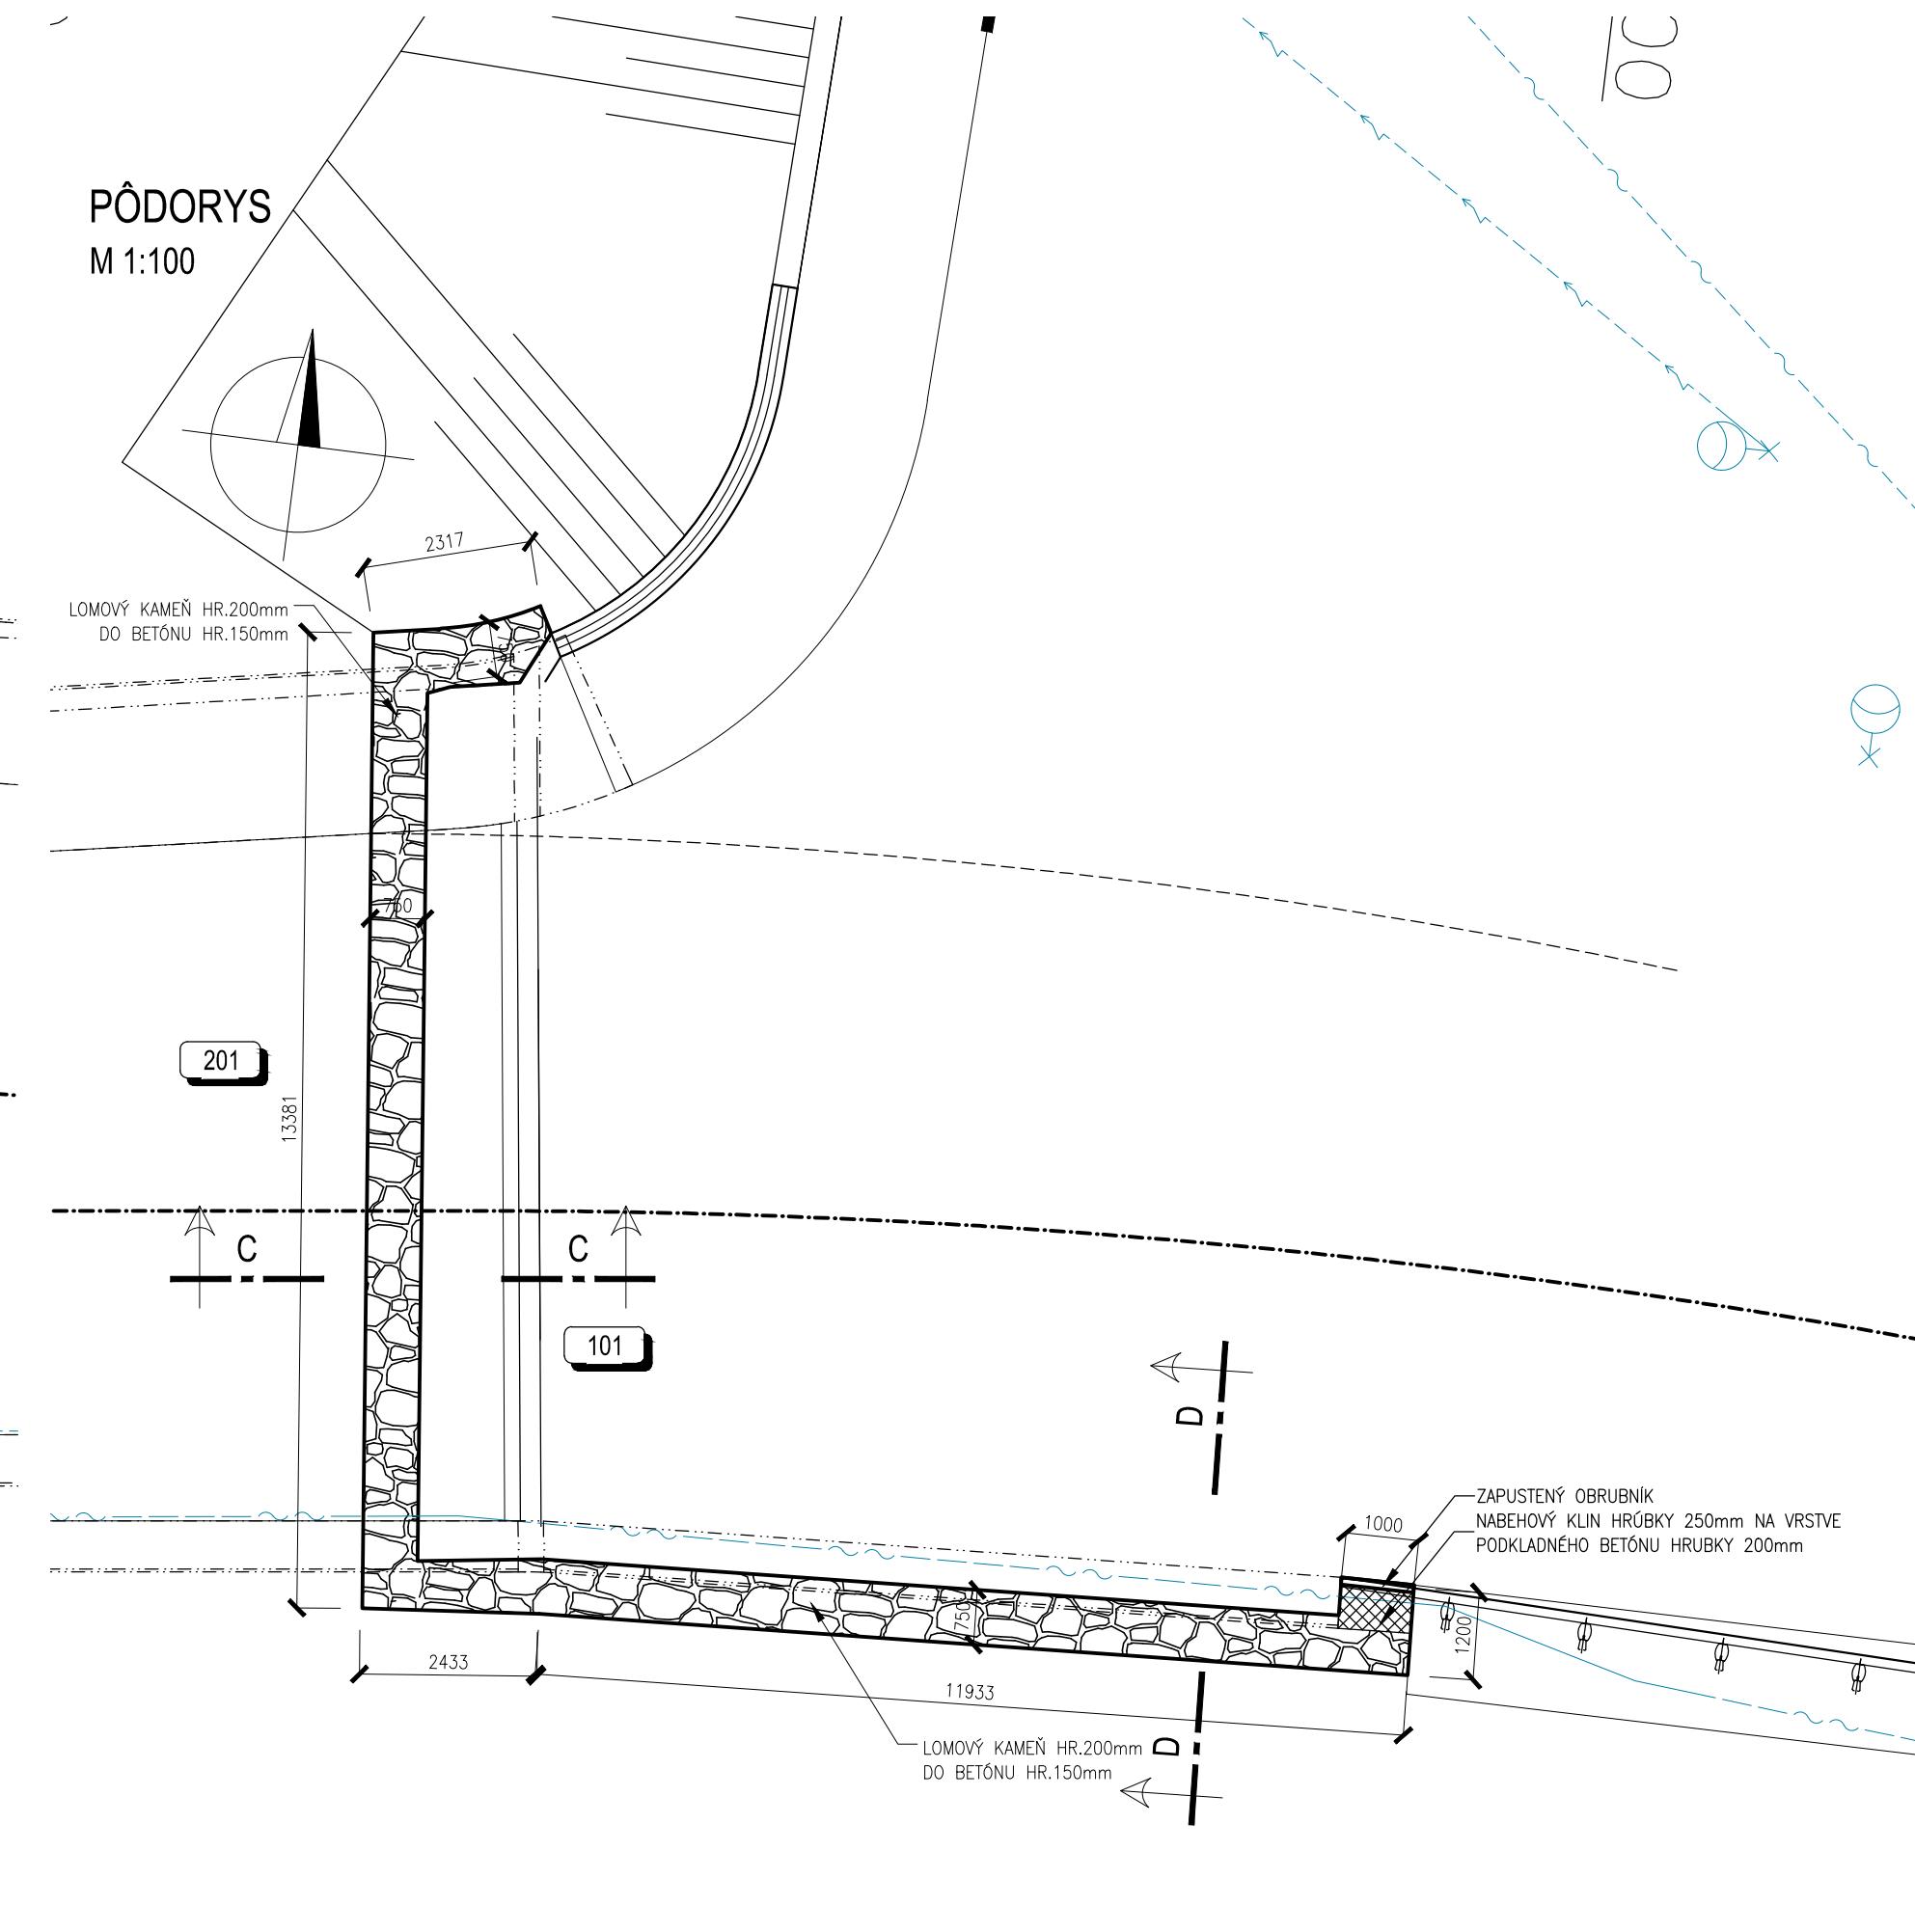 PÔDORYS
M 1:100
2317
LOMOVÝ KAMEŇ HR.200mm
DO BETÓNU HR.150mm
750
201
13381
C
C
101
D
ZAPUSTENÝ OBRUBNÍK
NABEHOVÝ KLIN HRÚBKY 250mm NA VRSTVE
PODKLADNÉHO BETÓNU HRUBKY 200mm
1000
750
1200
2433
11933
LOMOVÝ KAMEŇ HR.200mm
DO BETÓNU HR.150mm
D